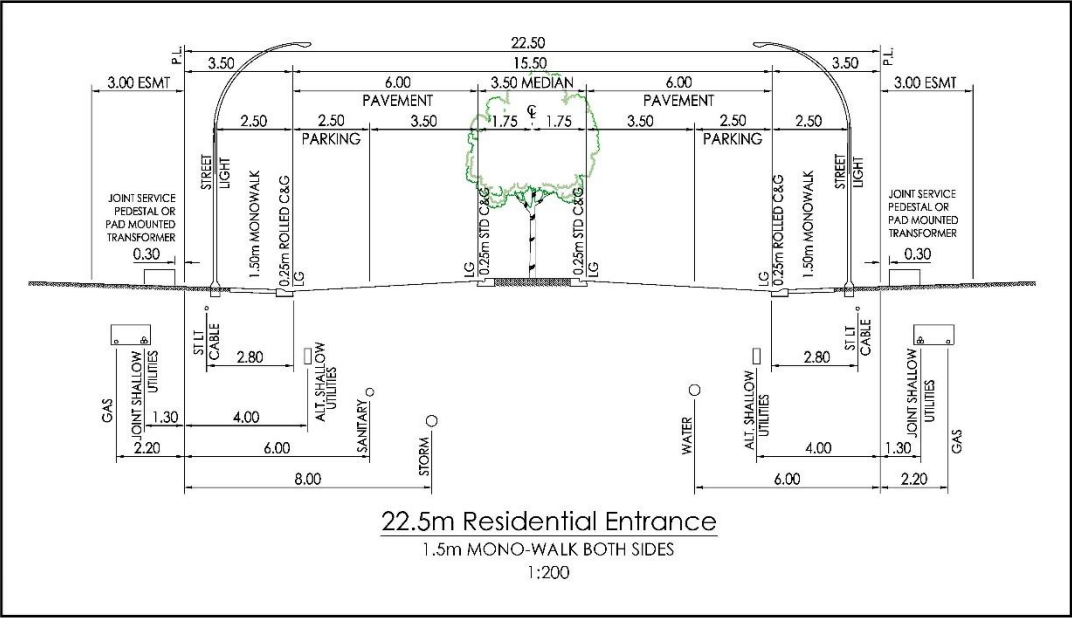 22.50
P.L.
P.L.
3.50
15.50
3.50
3.00 ESMT
6.00
3.50 MEDIAN
6.00
3.00 ESMT
PAVEMENT
PAVEMENT
℄
2.50
2.50
3.50
1.75
1.75
3.50
2.50
2.50
PARKING
PARKING
STREET
LIGHT
STREET
LIGHT
JOINT SERVICE
PEDESTAL OR
PAD MOUNTED
TRANSFORMER
0.30
1.50m MONOWALK
0.25m ROLLED C&G
LG
LG
0.25m STD C&G
0.25m STD C&G
LG
LG
0.25m ROLLED C&G
1.50m MONOWALK
JOINT SERVICE
PEDESTAL OR
PAD MOUNTED
TRANSFORMER
0.30
ST LT
CABLE
ST LT
CABLE
2.80
2.80
GAS
JOINT SHALLOW
UTILITIES
ALT. SHALLOW
UTILITIES
SANITARY
STORM
WATER
ALT. SHALLOW
UTILITIES
JOINT SHALLOW
UTILITIES
GAS
1.30
4.00
4.00
1.30
2.20
6.00
6.00
2.20
8.00
22.5m Residential Entrance
1.5m MONO-WALK BOTH SIDES
1:200